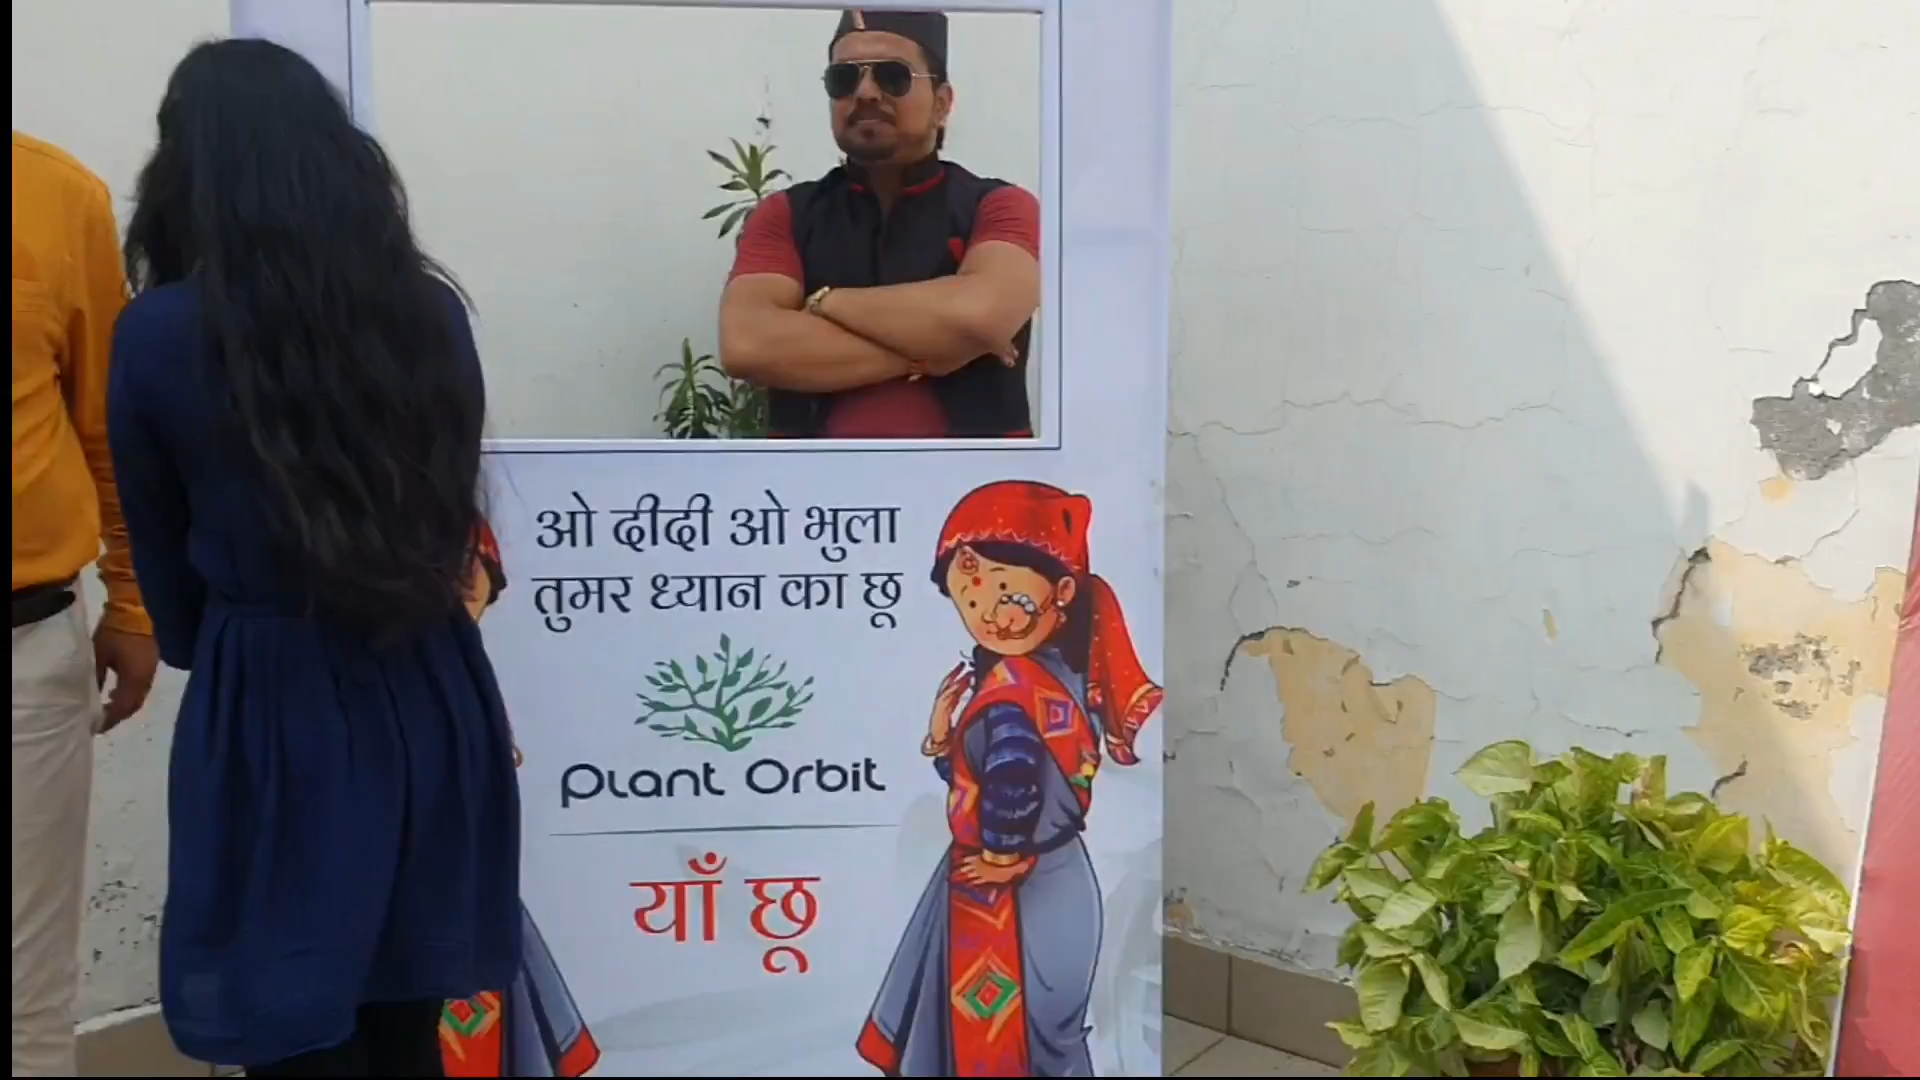 ओ दीदी ओ भुला
तुमर ध्यान का छू
Plant Orbit
याँ छू